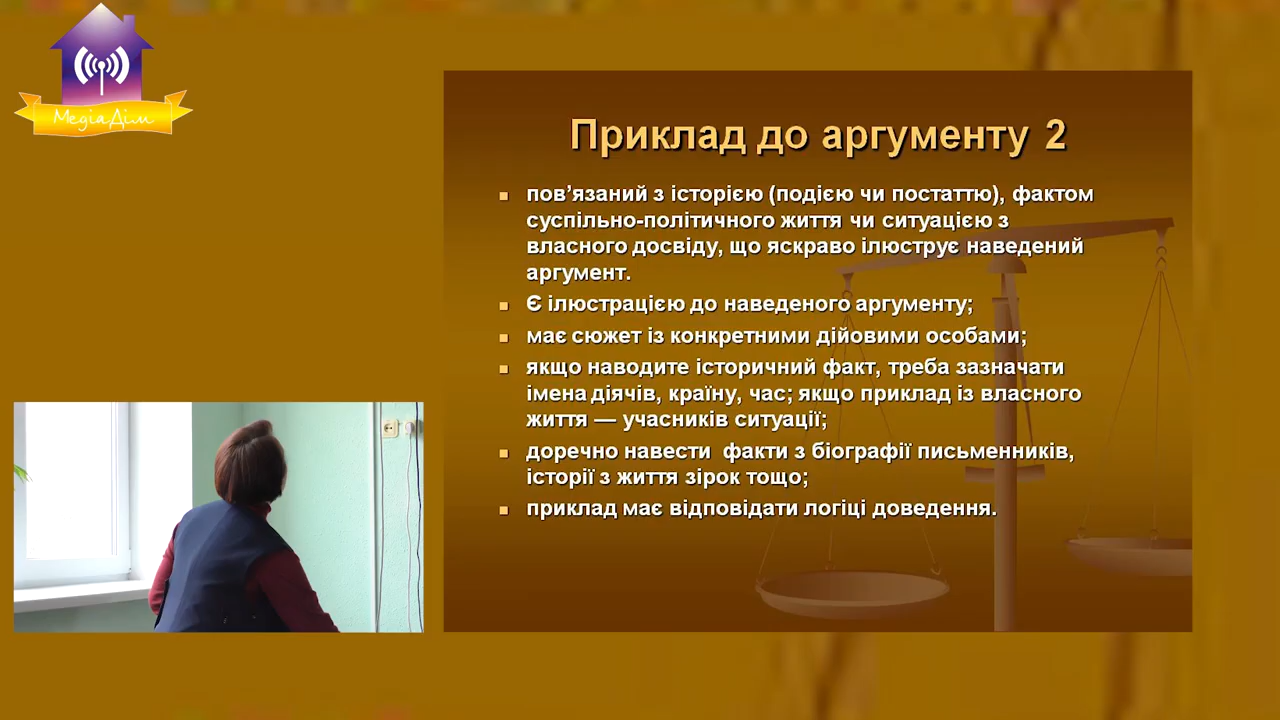 МедіаДім
Приклад до аргументу 2
пов’язаний з історією (подією чи постаттю), фактом
суспільно-політичного життя чи ситуацією з
власного досвіду, що яскраво ілюструє наведений
аргумент.
Є ілюстрацією до наведеного аргументу;
має сюжет із конкретними дійовими особами;
якщо наводите історичний факт, треба зазначати
імена діячів, країну, час; якщо приклад із власного
життя — учасників ситуації;
доречно навести факти з біографії письменників,
історії з життя зірок тощо;
приклад має відповідати логіці доведення.